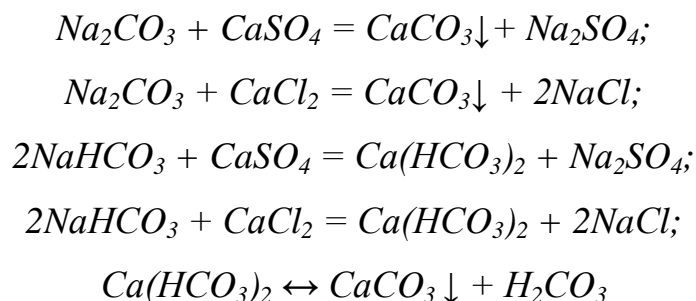 Na₂CO₃ + CaSO₄ = CaCO₃↓ + Na₂SO₄;
Na₂CO₃ + CaCl₂ = CaCO₃↓ + 2NaCl;
2NaHCO₃ + CaSO₄ = Ca(HCO₃)₂ + Na₂SO₄;
2NaHCO₃ + CaCl₂ = Ca(HCO₃)₂ + 2NaCl;
Ca(HCO₃)₂ ↔ CaCO₃ ↓ + H₂CO₃